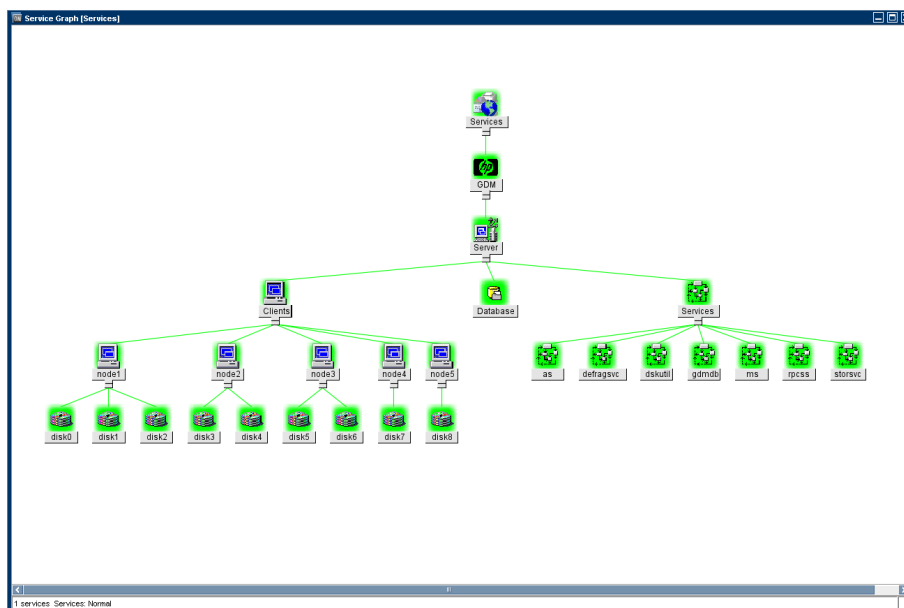 Service Graph [Services]
Services
GDM
Server
Clients
Database
Services
node1
node2
node3
node4
node5
as
defragsvc
dskutil
gdmdb
ms
rpcss
storsvc
disk0
disk1
disk2
disk3
disk4
disk5
disk6
disk7
disk8
1 services Services: Normal